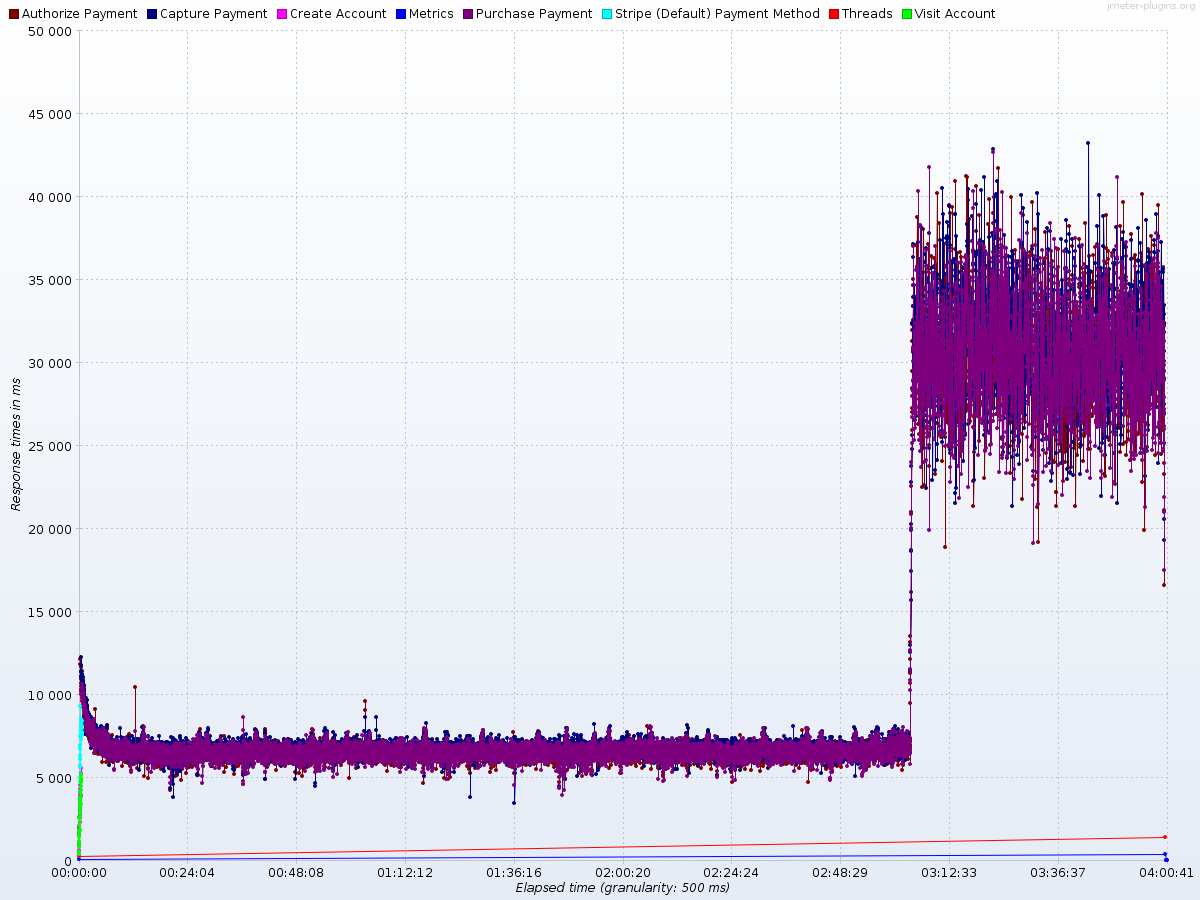 jmeter-plugins.org
Authorize Payment Capture Payment Create Account Metrics Purchase Payment Stripe (Default) Payment Method Threads Visit Account
50 000
45 000
40 000
35 000
30 000
25 000
20 000
15 000
10 000
5 000
0
Response times in ms
00:00:00 00:24:04 00:48:08 01:12:12 01:36:16 02:00:20 02:24:24 02:48:29 03:12:33 03:36:37 04:00:41
Elapsed time (granularity: 500 ms)